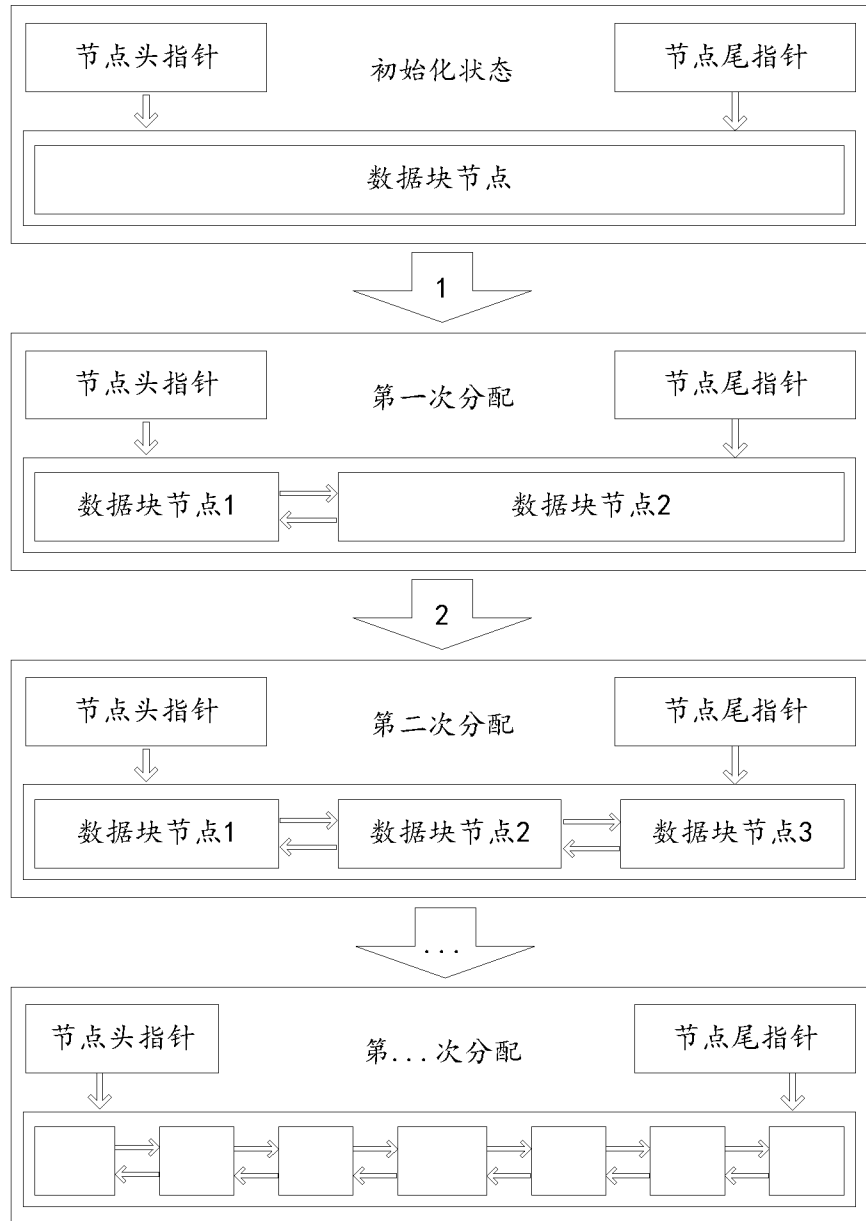 节点头指针
初始化状态
节点尾指针
数据块节点
1
节点头指针
第一次分配
节点尾指针
数据块节点1
数据块节点2
2
节点头指针
第二次分配
节点尾指针
数据块节点1
数据块节点2
数据块节点3
...
节点头指针
第...次分配
节点尾指针